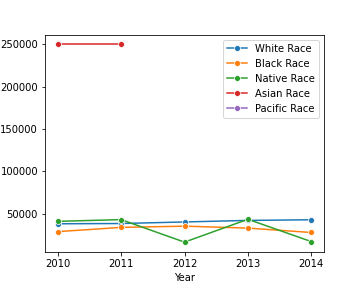 250000
200000
150000
100000
50000
2010 2011 2012 2013 2014
Year
White Race
Black Race
Native Race
Asian Race
Pacific Race